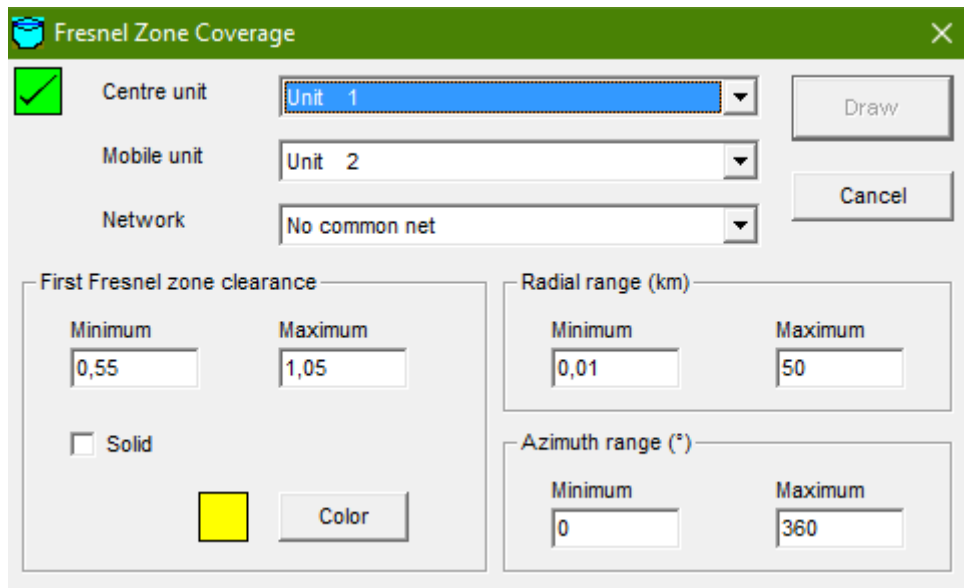 Fresnel Zone Coverage
Centre unit
Unit 1
Draw
Mobile unit
Unit 2
Cancel
Network
No common net
First Fresnel zone clearance
Minimum Maximum
0,55 1,05
Solid
Color
Radial range (km)
Minimum Maximum
0,01 50
Azimuth range (°)
Minimum Maximum
0 360